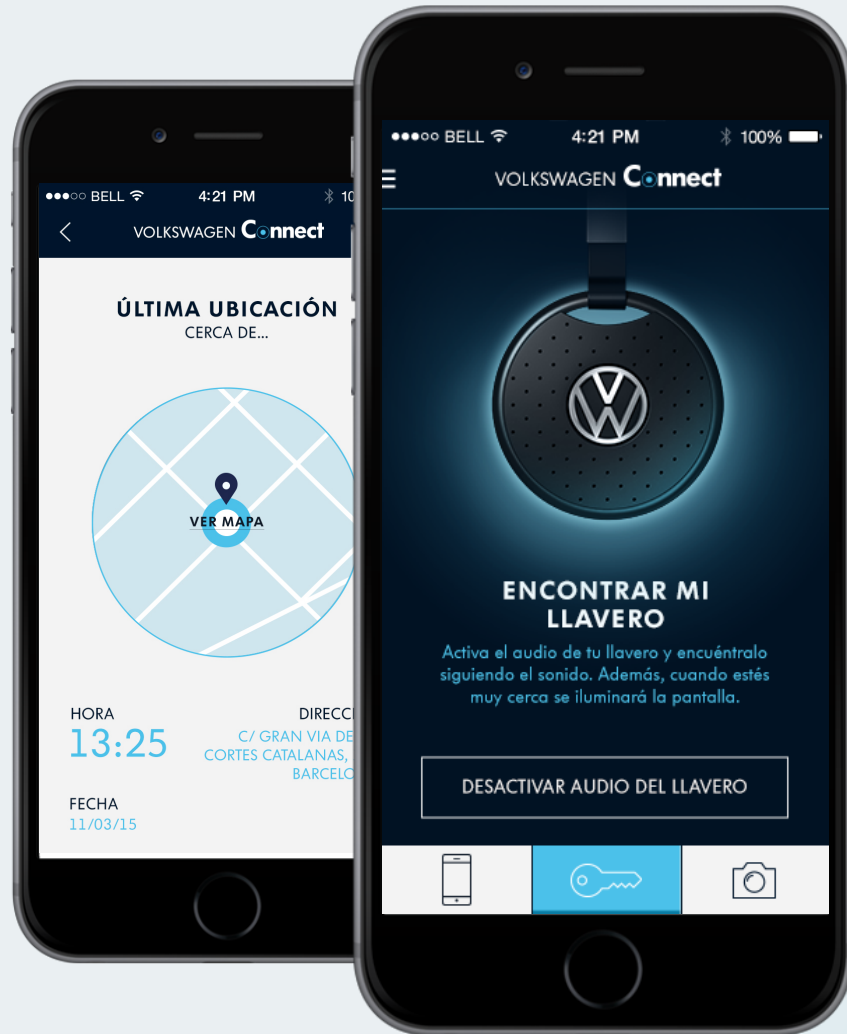 BELL 4:21 PM
VOLKSWAGEN Connect
ÚLTIMA UBICACIÓN
CERCA DE...
VER MAPA
HORA
13:25
C/ GRAN VIA
CORTES CATALANAS,
FECHA
11/03/15
BELL 4:21 PM 100%
VOLKSWAGEN Connect
ENCONTRAR MI
LLAVERO
Activa el audio de tu llavero y encuéntralo
siguiendo el sonido. Además, cuando estés
muy cerca se iluminará la pantalla.
DESACTIVAR AUDIO DEL LLAVERO